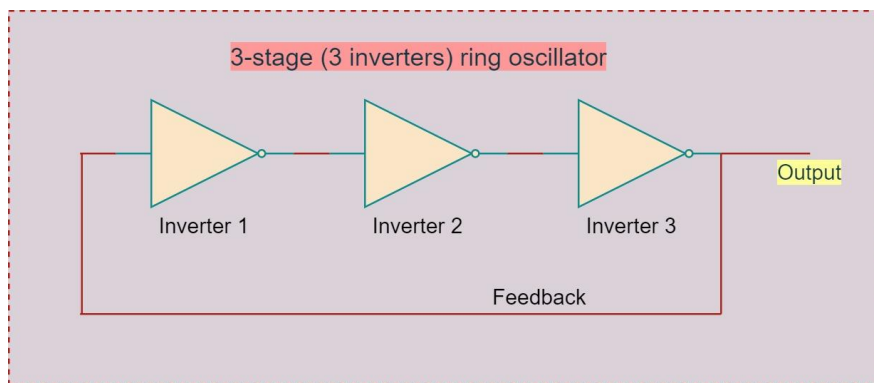 3-stage (3 inverters) ring oscillator
Output
Inverter 1
Inverter 2
Inverter 3
Feedback